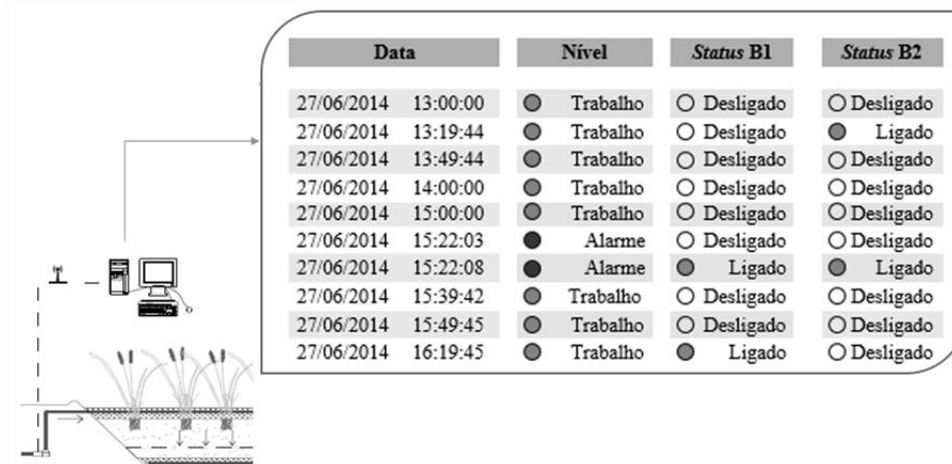 Data Nível Status B1 Status B2
27/06/2014 13:00:00 Trabalho Desligado Desligado
27/06/2014 13:19:44 Trabalho Desligado Ligado
27/06/2014 13:49:44 Trabalho Desligado Desligado
27/06/2014 14:00:00 Trabalho Desligado Desligado
27/06/2014 15:00:00 Trabalho Desligado Desligado
27/06/2014 15:22:03 Alarme Desligado Desligado
27/06/2014 15:22:08 Alarme Ligado Ligado
27/06/2014 15:39:42 Trabalho Desligado Desligado
27/06/2014 15:49:45 Trabalho Desligado Desligado
27/06/2014 16:19:45 Trabalho Ligado Desligado